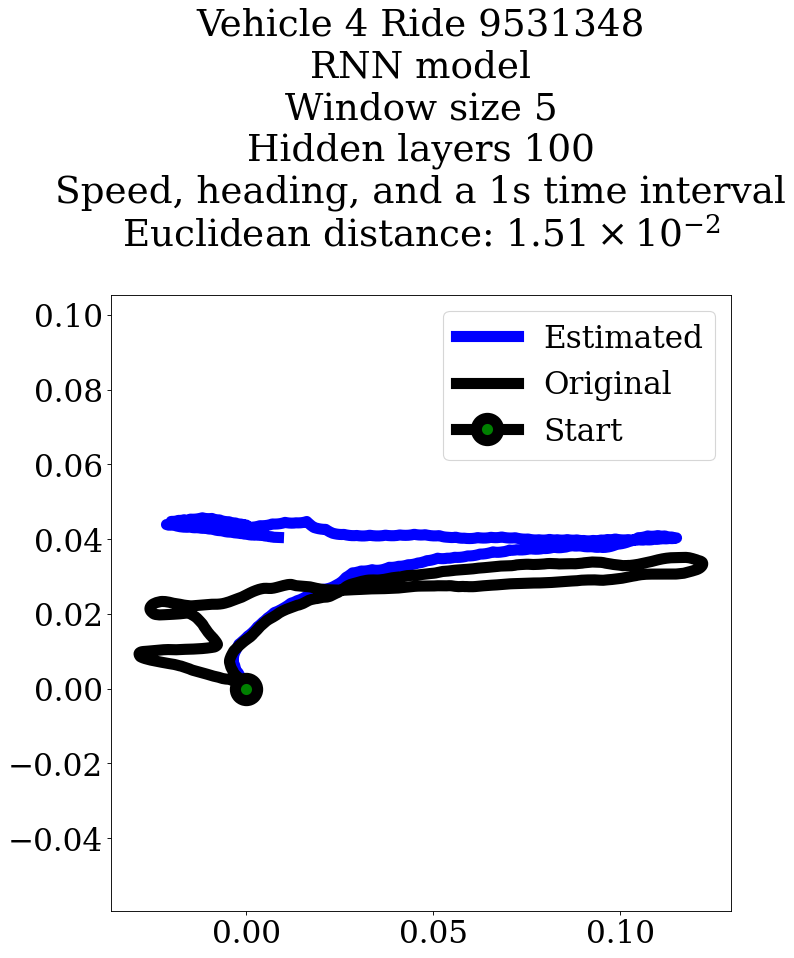 Vehicle 4 Ride 9531348
RNN model
Window size 5
Hidden layers 100
Speed, heading, and a 1s time interval
Euclidean distance: 1.51 × 10⁻²
Estimated
Original
Start
0.10
0.08
0.06
0.04
0.02
0.00
−0.02
−0.04
0.00 0.05 0.10